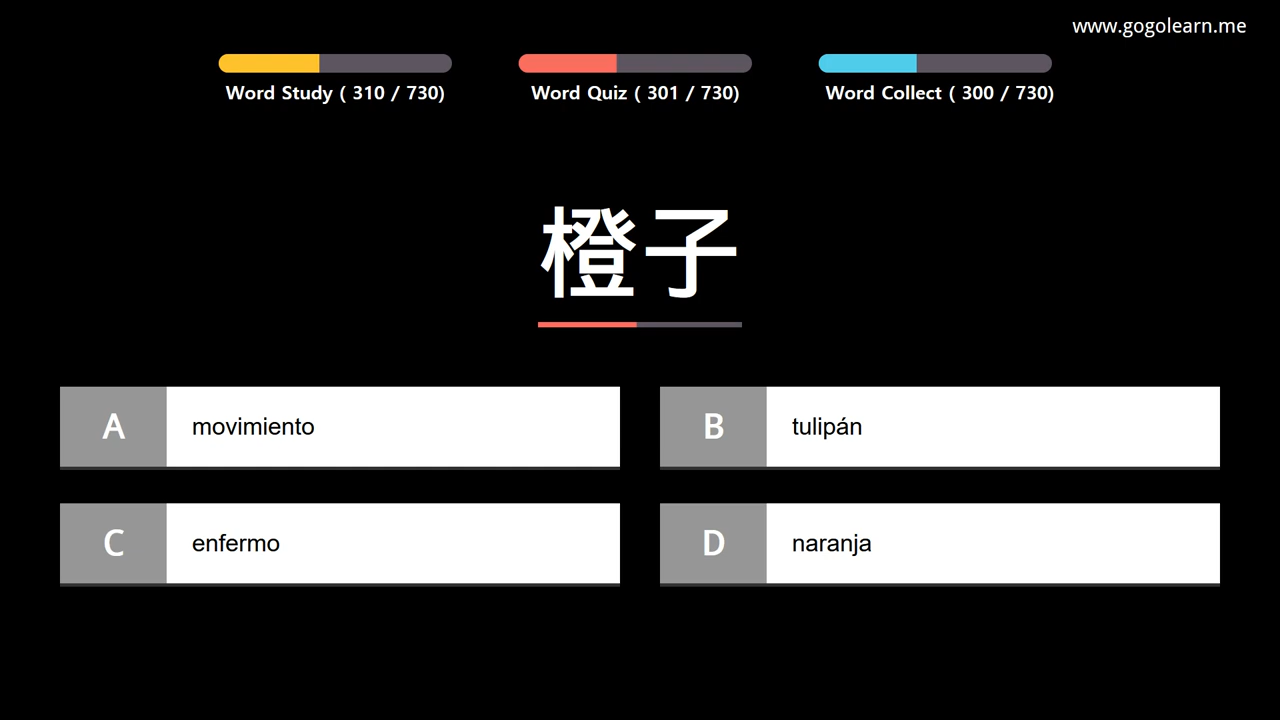 www.gogolearn.me
Word Study ( 310 / 730)
Word Quiz ( 301 / 730)
Word Collect ( 300 / 730)
橙子
A movimiento
B tulipán
C enfermo
D naranja